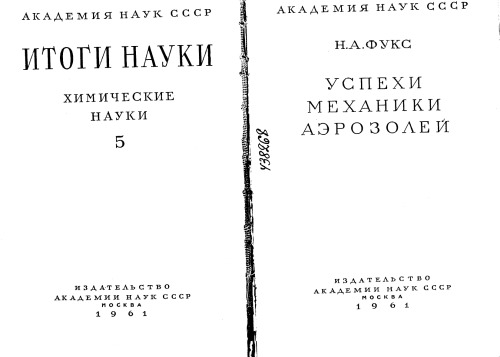 АКАДЕМИЯ НАУК СССР
ИТОГИ НАУКИ
ХИМИЧЕСКИЕ
НАУКИ
5
ИЗДАТЕЛЬСТВО
АКАДЕМИИ НАУК СССР
МОСКВА
1961
АКАДЕМИЯ НАУК СССР
Н.А.ФУКС
УСПЕХИ
МЕХАНИКИ
АЭРОЗОЛЕЙ
438268
ИЗДАТЕЛЬСТВО
АКАДЕМИИ НАУК СССР
МОСКВА
1961